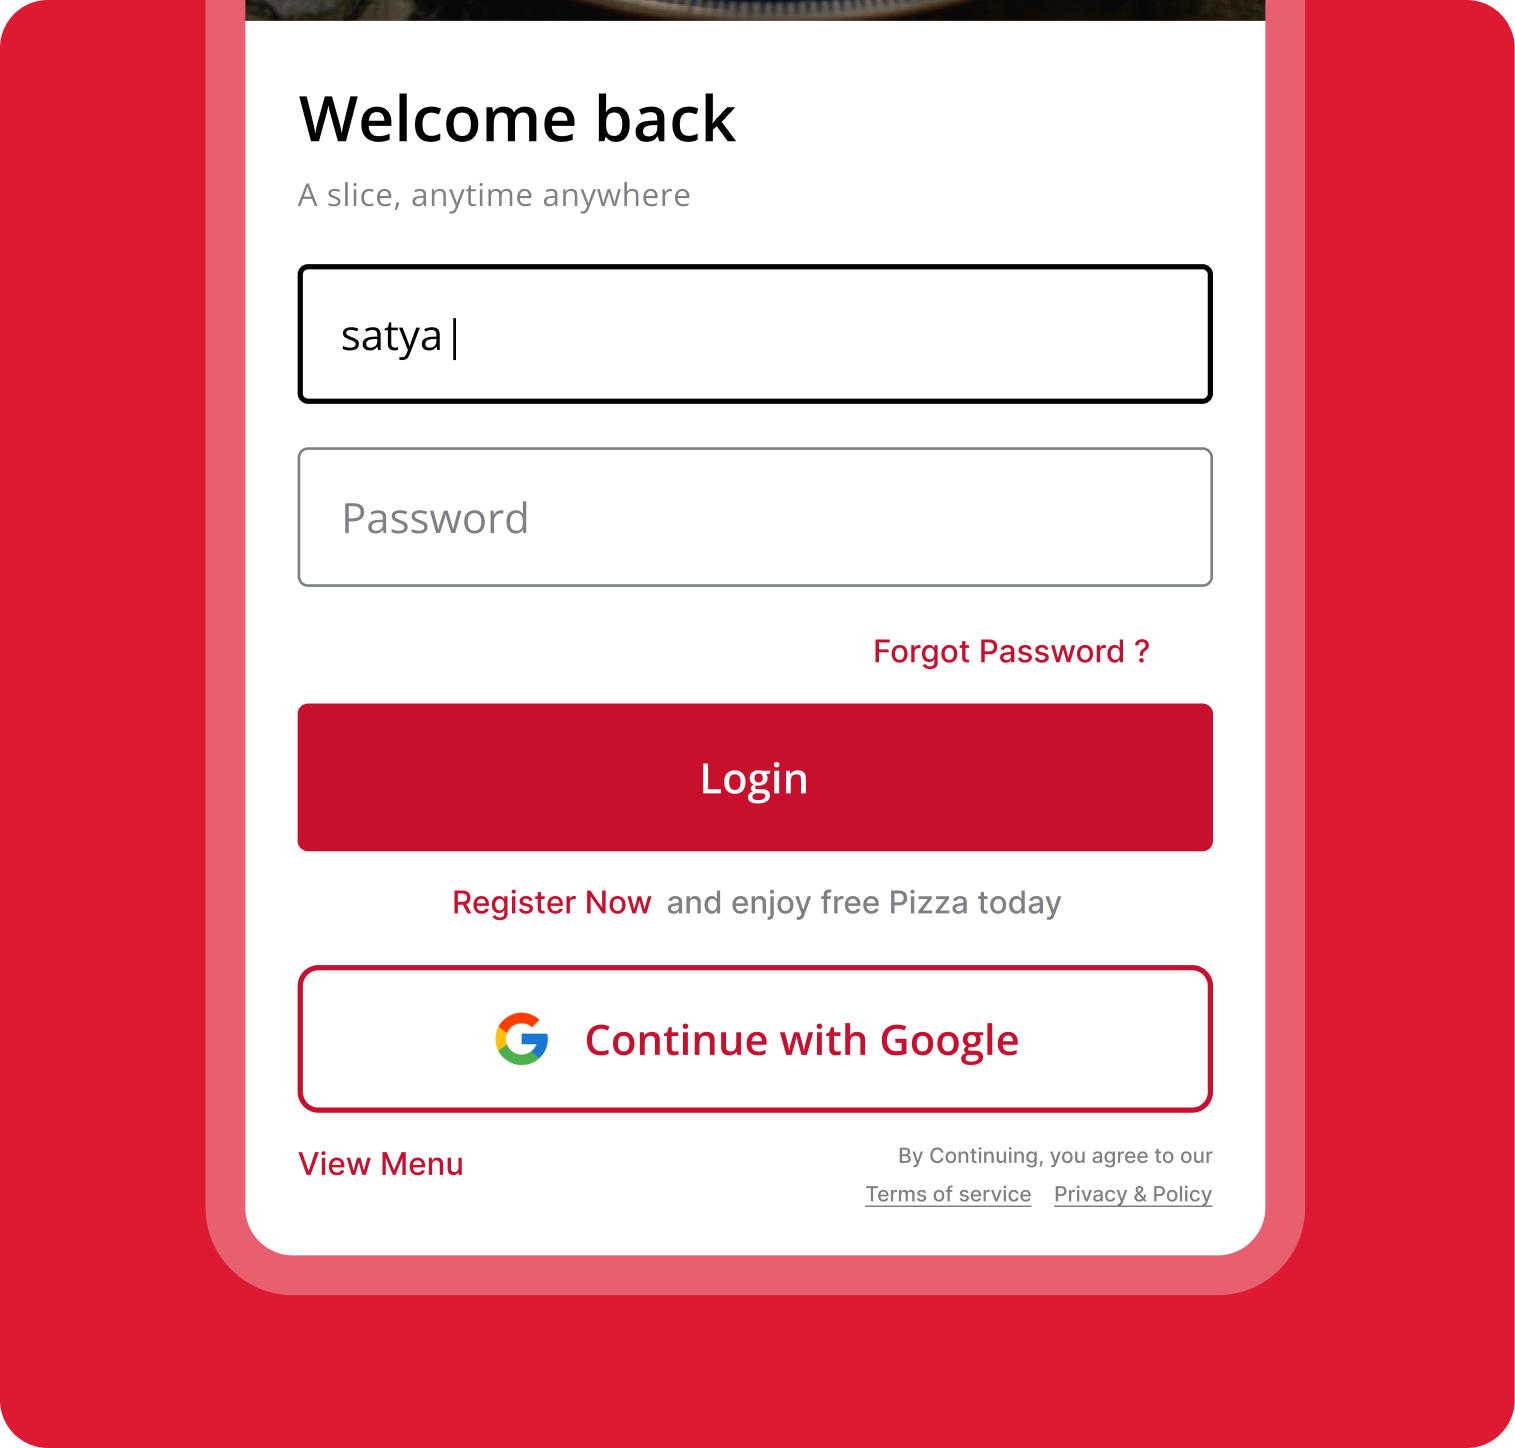 Welcome back
A slice, anytime anywhere
satya
Password
Forgot Password ?
Login
Register Now and enjoy free Pizza today
Continue with Google
View Menu
By Continuing, you agree to our
Terms of service Privacy & Policy